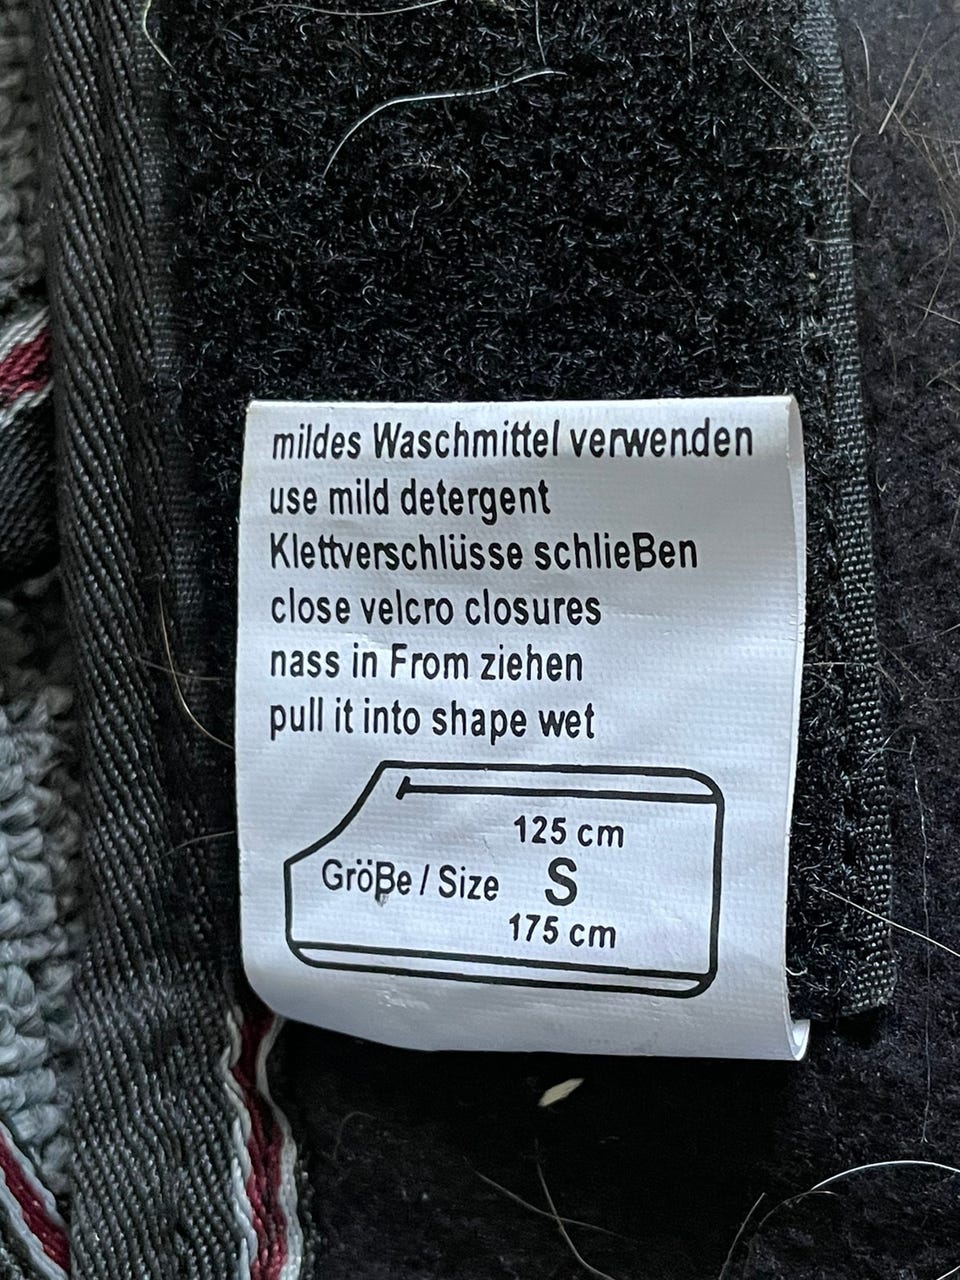 mildes Waschmittel verwenden
use mild detergent
Klettverschlüsse schließen
close velcro closures
nass in From ziehen
pull it into shape wet
125 cm
Größe / Size S
175 cm